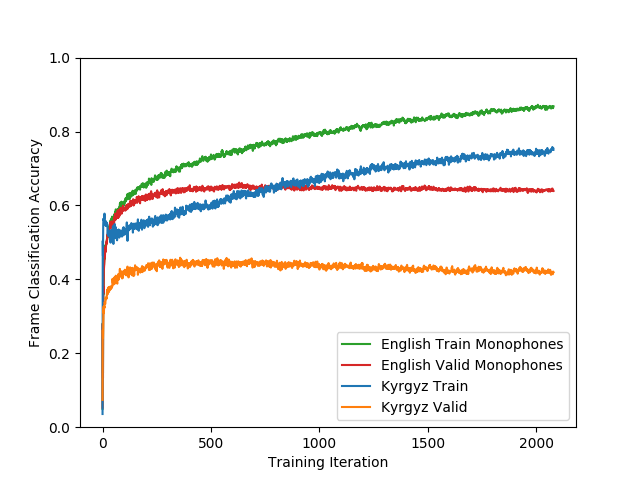 1.0
0.8
0.6
0.4
0.2
0.0
Frame Classification Accuracy
English Train Monophones
English Valid Monophones
Kyrgyz Train
Kyrgyz Valid
0 500 1000 1500 2000
Training Iteration